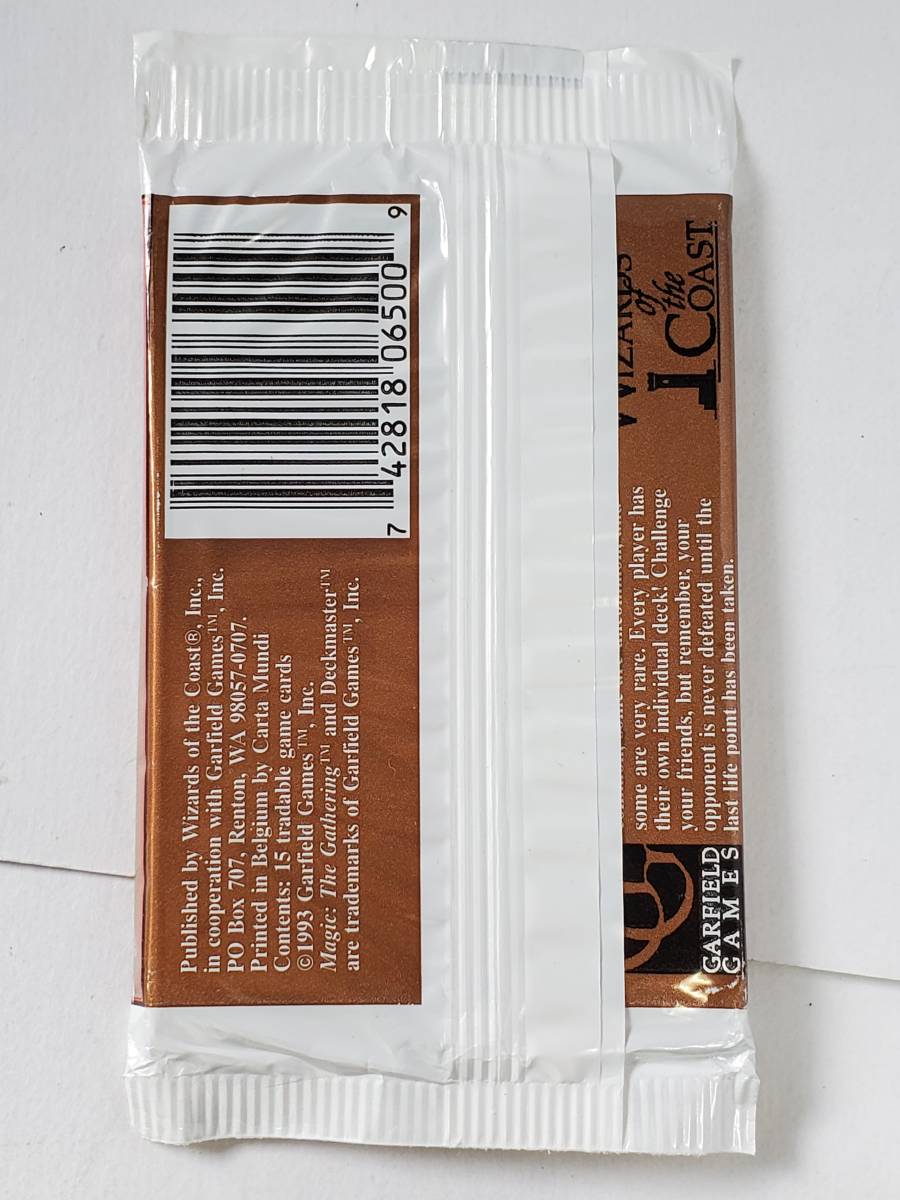 7 42818 06500 9
Published by Wizards of the Coast®, Inc.,
in cooperation with Garfield Games™, Inc.
PO Box 707, Renton, WA 98057-0707.
Printed in Belgium by Carta Mundi
Contents: 15 tradable game cards
©1993 Garfield Games™, Inc.
Magic: The Gathering™ and Deckmaster™
are trademarks of Garfield Games™, Inc.
WIZARDS
of
the
COAST
some are very rare. Every player has
their own individual deck! Challenge
your friends, but remember, your
opponent is never defeated until the
last life point has been taken.
GARFIELD
GAMES